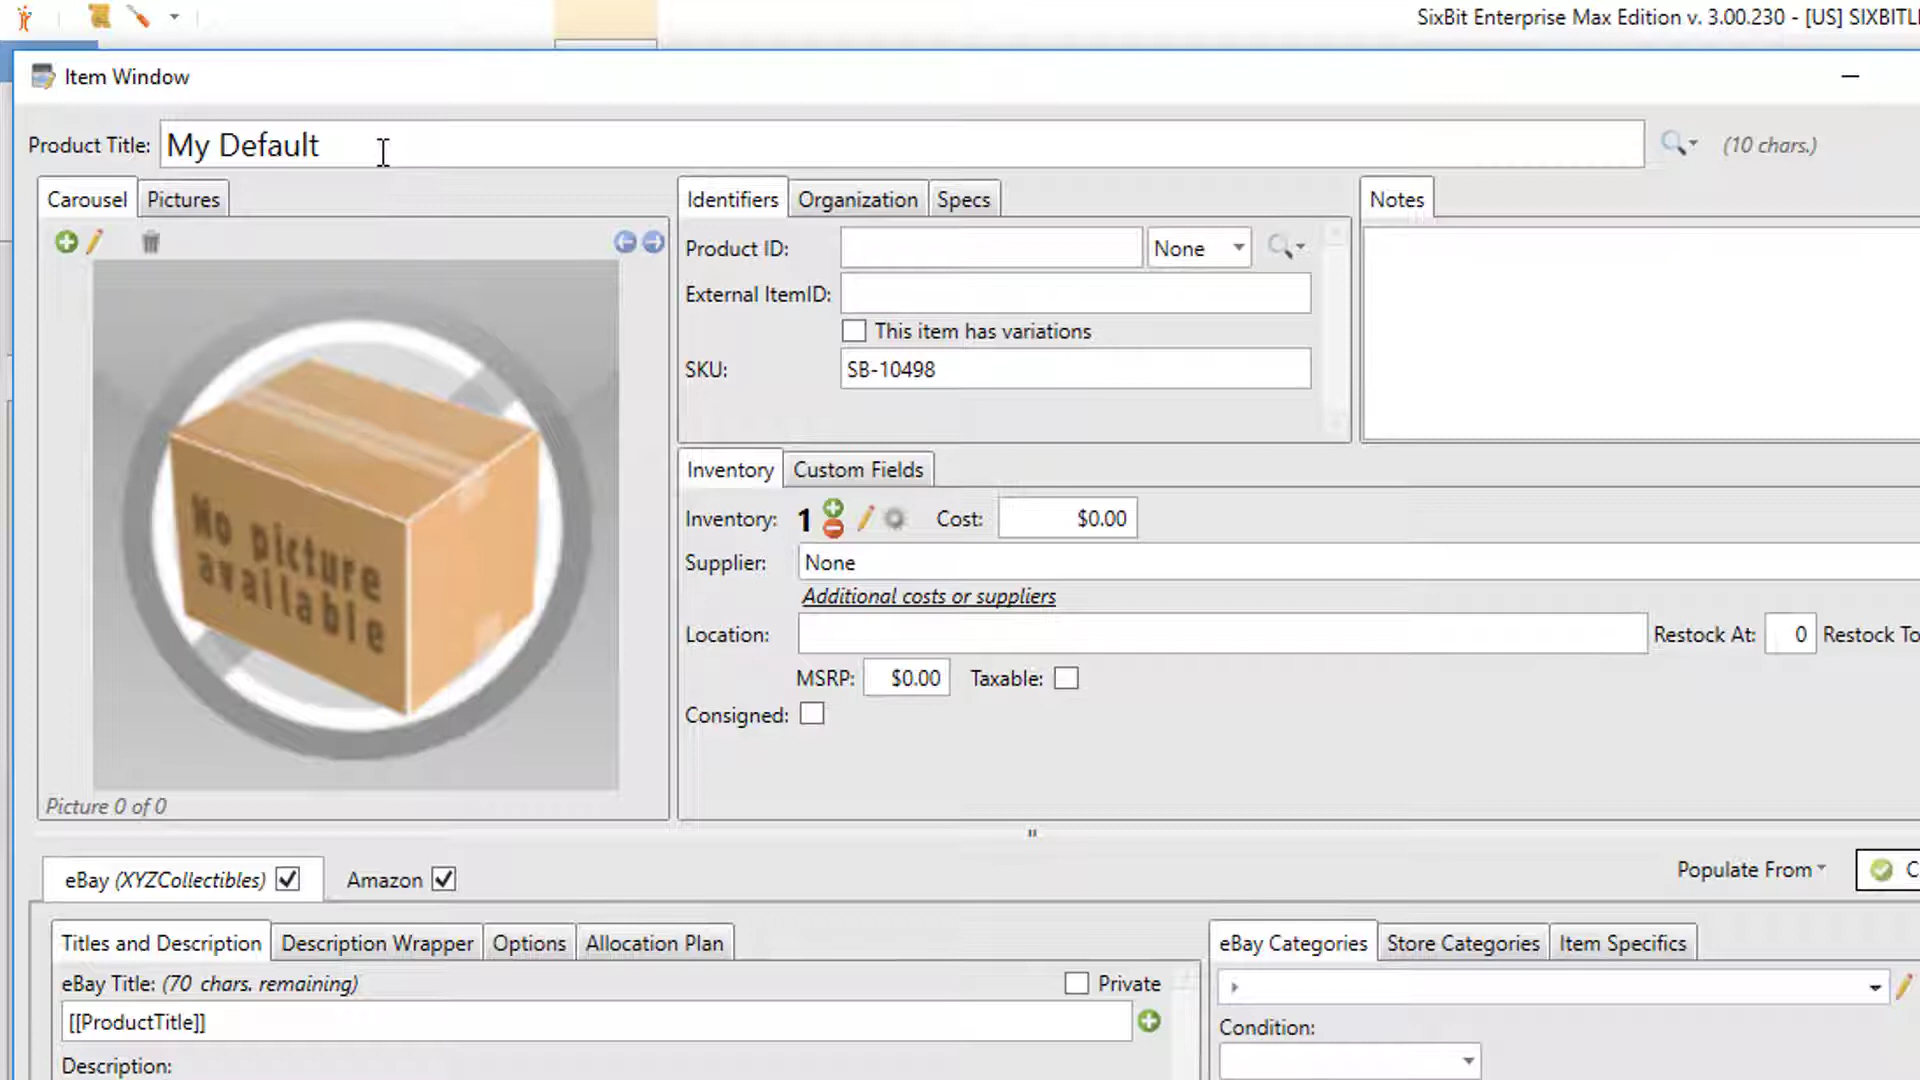 SixBit Enterprise Max Edition v. 3.00.230 - [US] SIXBITL
Item Window
Product Title: My Default (10 chars.)
Carousel Pictures
Identifiers Organization Specs
Notes
Product ID: None
External ItemID:
This item has variations
SKU: SB-10498
No picture
available
Picture 0 of 0
Inventory Custom Fields
Inventory: 1 Cost: $0.00
Supplier: None
Additional costs or suppliers
Location: Restock At: 0 Restock To
MSRP: $0.00 Taxable:
Consigned:
eBay (XYZCollectibles) Amazon Populate From C
Titles and Description Description Wrapper Options Allocation Plan
eBay Categories Store Categories Item Specifics
eBay Title: (70 chars. remaining) Private
[[ProductTitle]]
Condition:
Description: